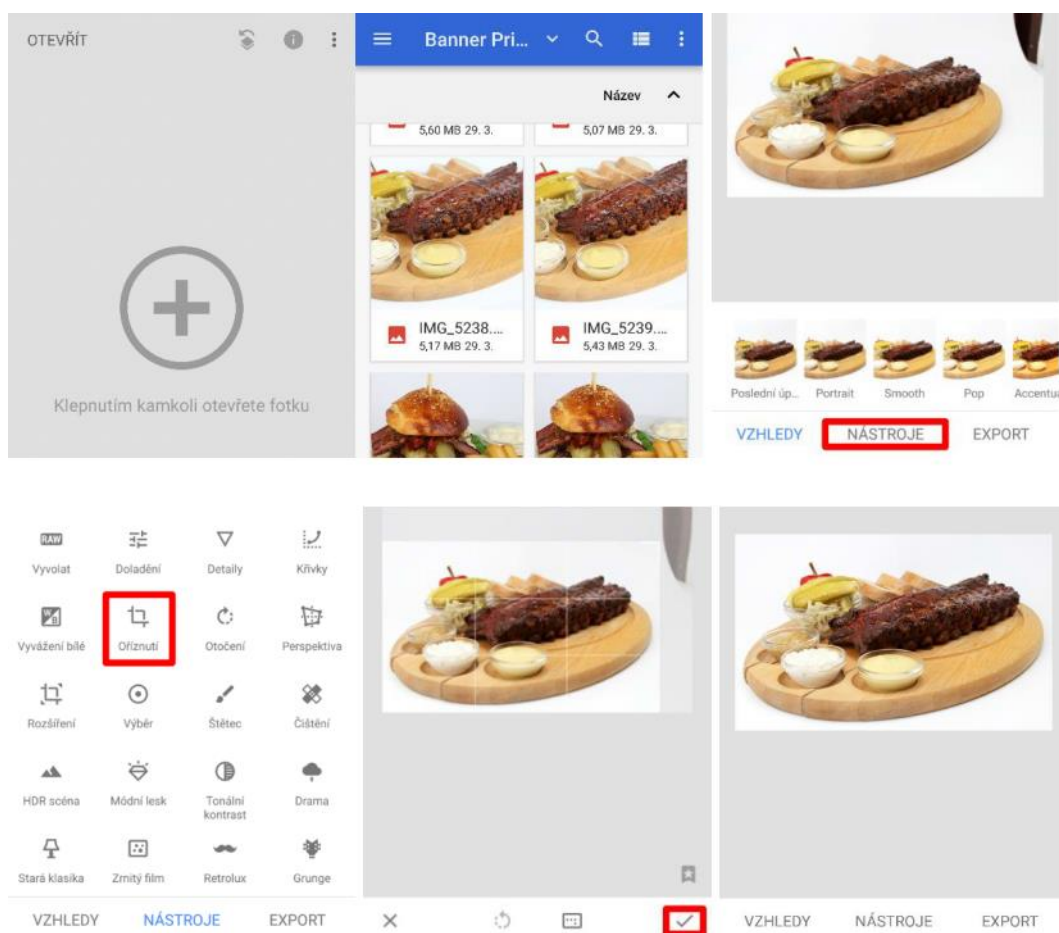 OTEVŘÍT
Klepnutím kamkoli otevřete fotku
Banner Pri...
Název
5,60 MB 29. 3.
5,07 MB 29. 3.
IMG_5238....
5,17 MB 29. 3.
IMG_5239....
5,43 MB 29. 3.
Poslední úp...
Portrait
Smooth
Pop
Accentua
VZHLEDY
NÁSTROJE
EXPORT
RAW
Vyvolat
Doladění
Detaily
Křivky
Vyvážení bílé
Oříznutí
Otočení
Perspektiva
Rozšíření
Výběr
Štětec
Čištění
HDR scéna
Módní lesk
Tonální
kontrast
Drama
Stará klasika
Zrnitý film
Retrolux
Grunge
VZHLEDY
NÁSTROJE
EXPORT
VZHLEDY
NÁSTROJE
EXPORT